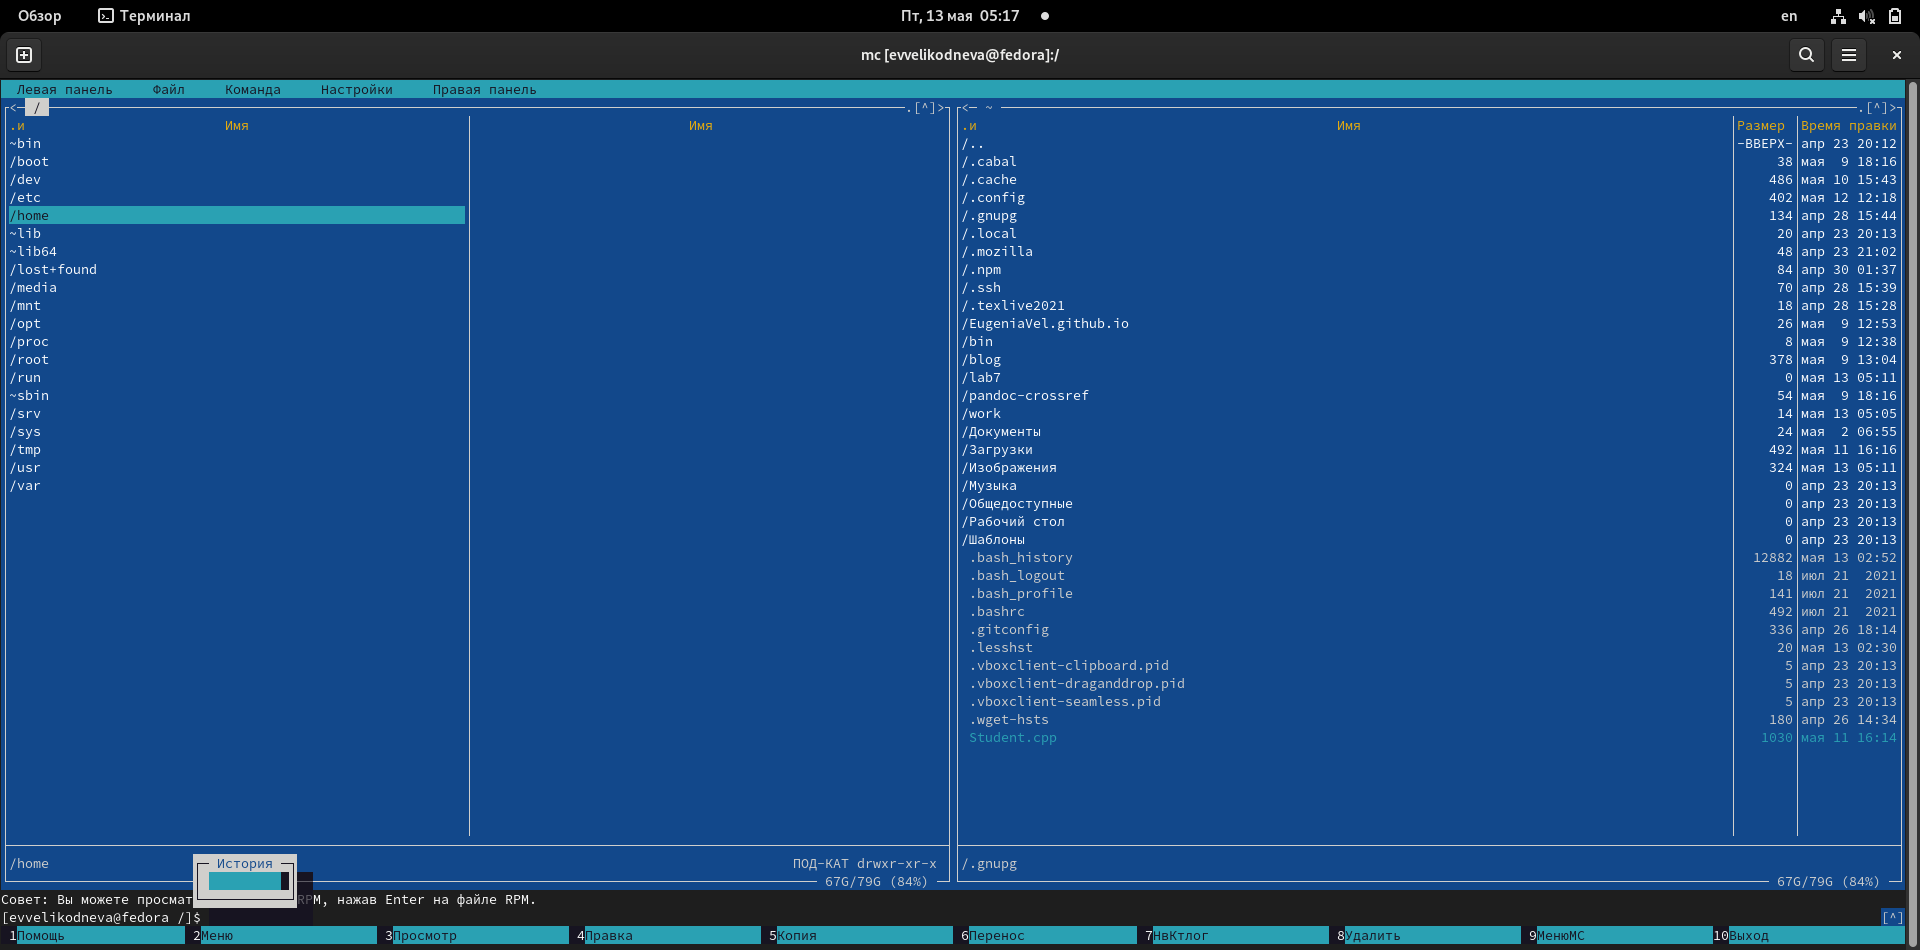 Обзор Терминал Пт, 13 мая 05:17 en
mc [evvelikodneva@fedora]:/
Левая панель Файл Команда Настройки Правая панель
<─ / .[^]> <─ ~ .[^]>
.и Имя Имя .и Имя Размер Время правки
~bin /.. -ВВЕРХ- апр 23 20:12
/boot /.cabal 38 мая 9 18:16
/dev /.cache 486 мая 10 15:43
/etc /.config 402 мая 12 12:18
/home /.gnupg 134 апр 28 15:44
~lib /.local 20 апр 23 20:13
~lib64 /.mozilla 48 апр 23 21:02
/lost+found /.npm 84 апр 30 01:37
/media /.ssh 70 апр 28 15:39
/mnt /.texlive2021 18 апр 28 15:28
/opt /EugeniaVel.github.io 26 мая 9 12:53
/proc /bin 8 мая 9 12:38
/root /blog 378 мая 9 13:04
/run /lab7 0 мая 13 05:11
~sbin /pandoc-crossref 54 мая 9 18:16
/srv /work 14 мая 13 05:05
/sys /Документы 24 мая 2 06:55
/tmp /Загрузки 492 мая 11 16:16
/usr /Изображения 324 мая 13 05:11
/var /Музыка 0 апр 23 20:13
/Общедоступные 0 апр 23 20:13
/Рабочий стол 0 апр 23 20:13
/Шаблоны 0 апр 23 20:13
.bash_history 12882 мая 13 02:52
.bash_logout 18 июл 21 2021
.bash_profile 141 июл 21 2021
.bashrc 492 июл 21 2021
.gitconfig 336 апр 26 18:14
.lesshst 20 мая 13 02:30
.vboxclient-clipboard.pid 5 апр 23 20:13
.vboxclient-draganddrop.pid 5 апр 23 20:13
.vboxclient-seamless.pid 5 апр 23 20:13
.wget-hsts 180 апр 26 14:34
Student.cpp 1030 мая 11 16:14
/home История ПОД-КАТ drwxr-xr-x /.gnupg
67G/79G (84%) 67G/79G (84%)
Совет: Вы можете просмат RPM, нажав Enter на файле RPM.
[evvelikodneva@fedora /]$ [^]
1Помощь 2Меню 3Просмотр 4Правка 5Копия 6Перенос 7НвКтлог 8Удалить 9МенюMC 10Выход